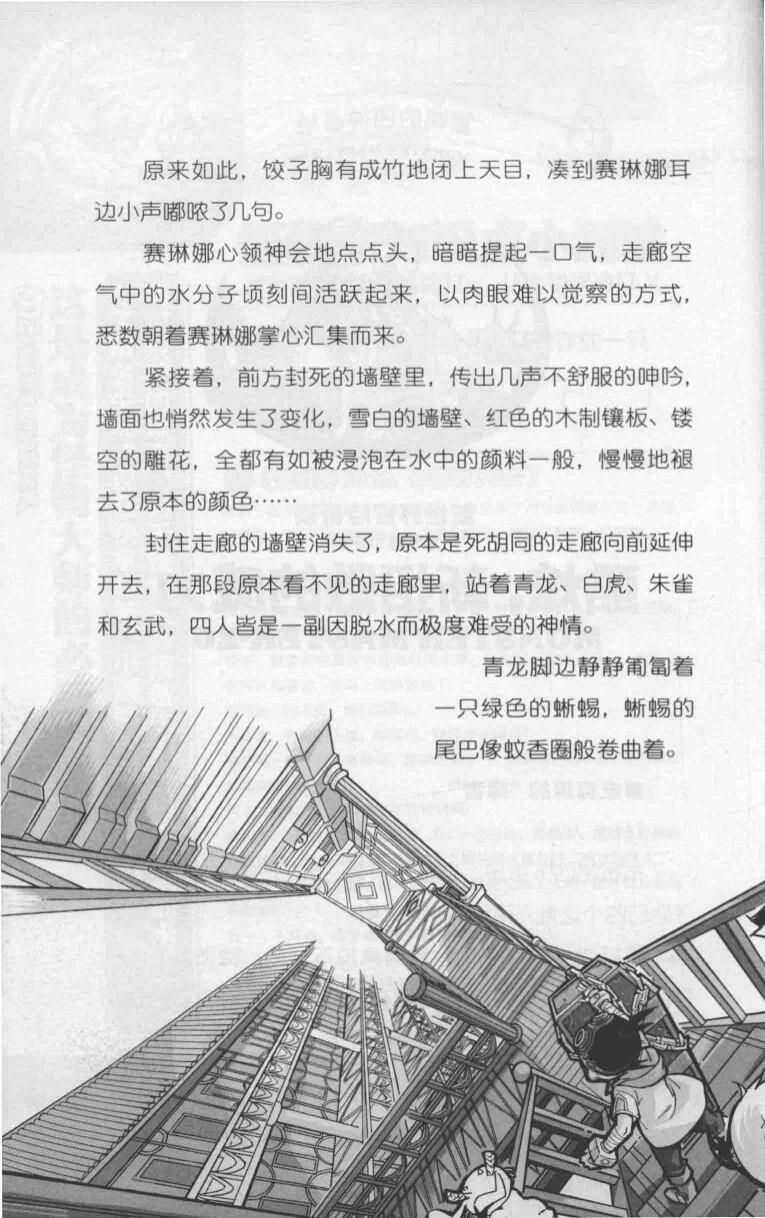 原来如此，饺子胸有成竹地闭上天目，凑到赛琳娜耳
边小声嘟哝了几句。
赛琳娜心领神会地点点头，暗暗提起一口气，走廊空
气中的水分子顷刻间活跃起来，以肉眼难以觉察的方式，
悉数朝着赛琳娜掌心汇集而来。
紧接着，前方封死的墙壁里，传出几声不舒服的呻吟，
墙面也悄然发生了变化，雪白的墙壁、红色的木制镶板、镂
空的雕花，全都有如被浸泡在水中的颜料一般，慢慢地褪
去了原本的颜色……
封住走廊的墙壁消失了，原本是死胡同的走廊向前延伸
开去，在那段原本看不见的走廊里，站着青龙、白虎、朱雀
和玄武，四人皆是一副因脱水而极度难受的神情。
青龙脚边静静匍匐着
一只绿色的蜥蜴，蜥蜴的
尾巴像蚊香圈般卷曲着。